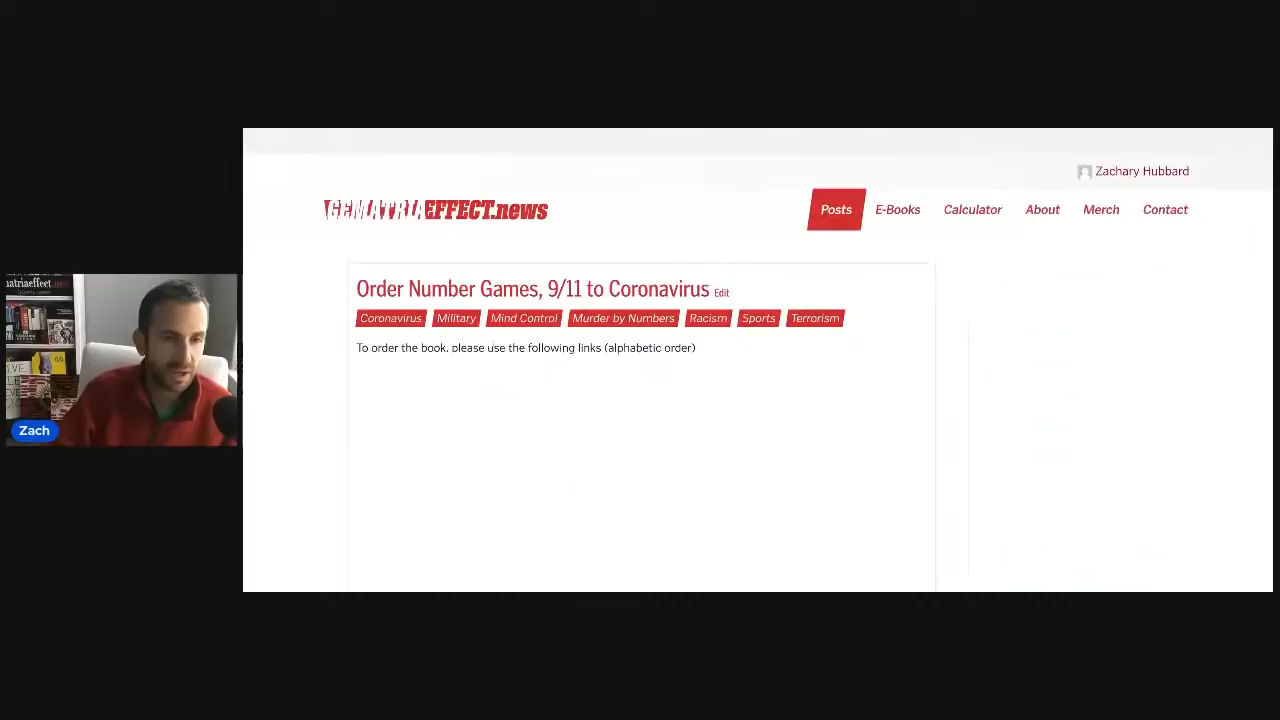 Zachary Hubbard
GEMATRIAEFFECT.news
Posts
E-Books
Calculator
About
Merch
Contact
Order Number Games, 9/11 to Coronavirus Edit
Coronavirus
Military
Mind Control
Murder by Numbers
Racism
Sports
Terrorism
To order the book, please use the following links (alphabetic order)
Zach